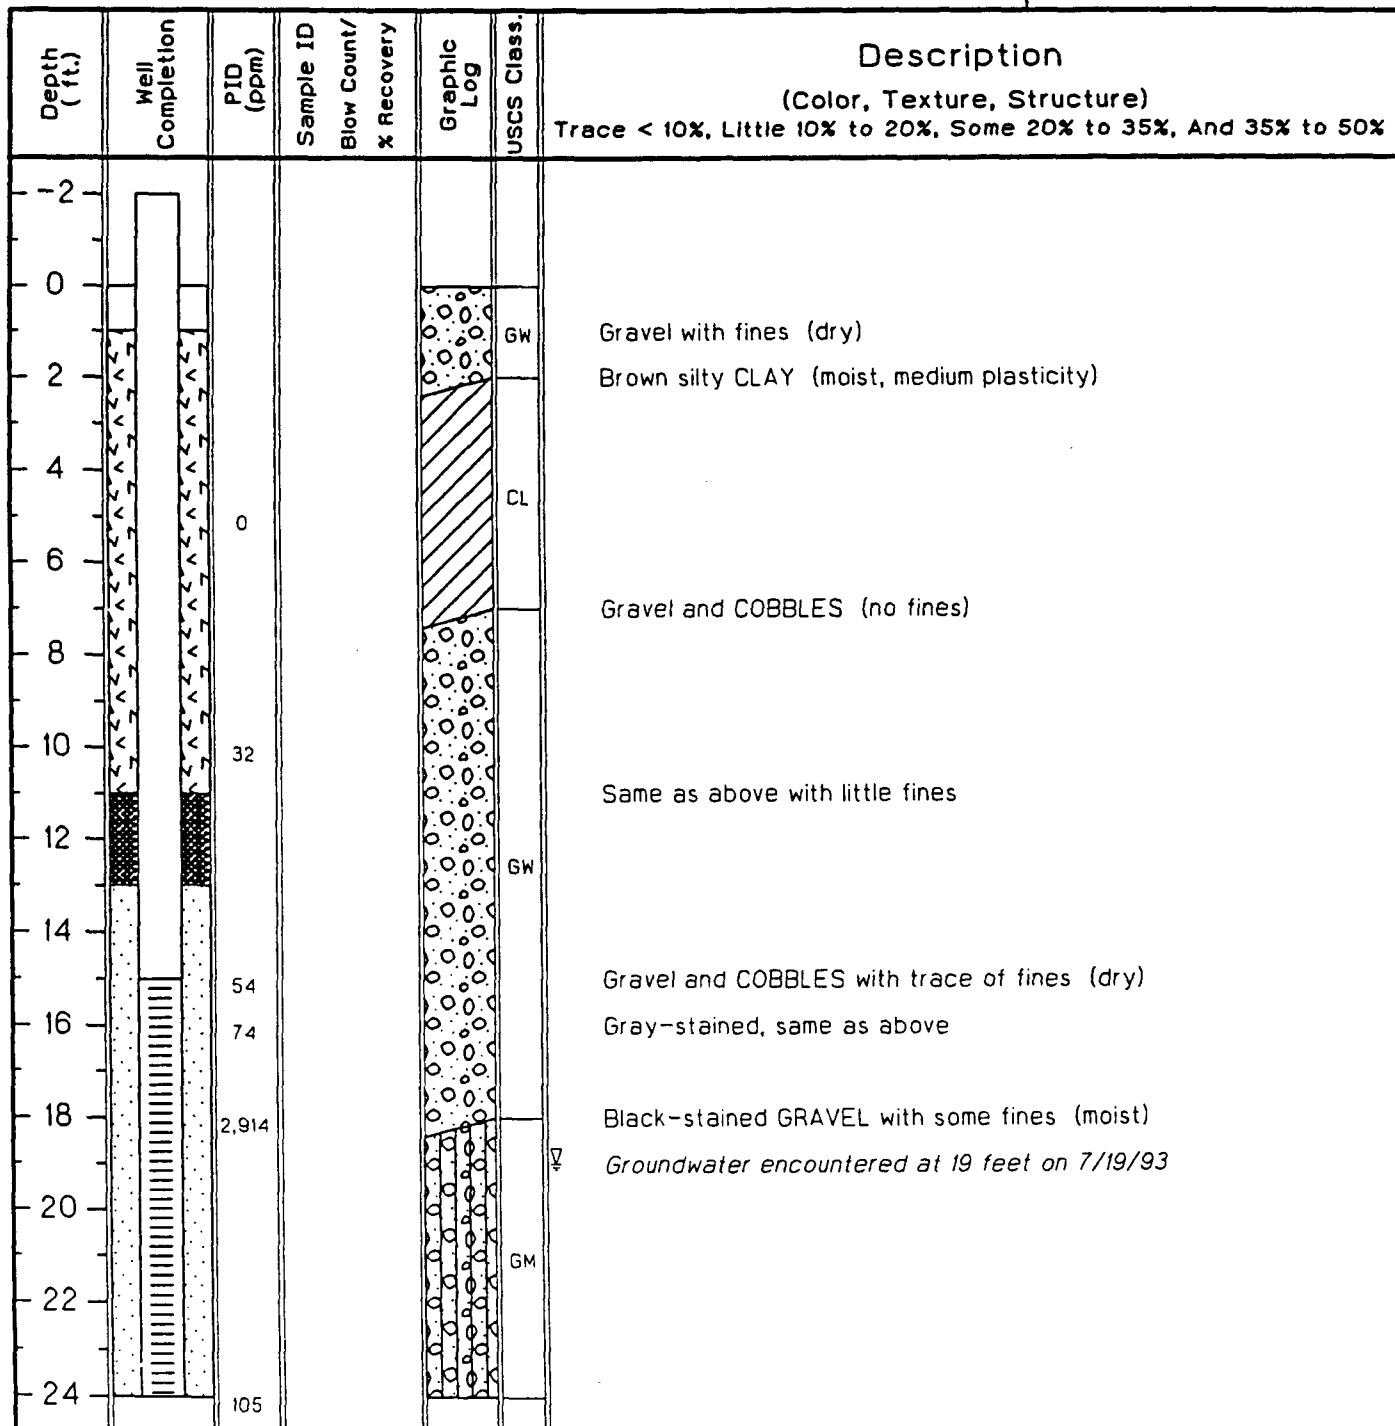 Depth
(ft.)
Well
Completion
PID
(ppm)
Sample ID
Blow Count/
% Recovery
Graphic
Log
USCS Class.
Description
(Color, Texture, Structure)
Trace < 10%, Little 10% to 20%, Some 20% to 35%, And 35% to 50%
-2
0
GW
Gravel with fines (dry)
2
Brown silty CLAY (moist, medium plasticity)
4
CL
0
6
Gravel and COBBLES (no fines)
8
10
32
Same as above with little fines
12
GW
14
54
Gravel and COBBLES with trace of fines (dry)
16
74
Gray-stained, same as above
18
2,914
Black-stained GRAVEL with some fines (moist)
Groundwater encountered at 19 feet on 7/19/93
20
GM
22
24
105